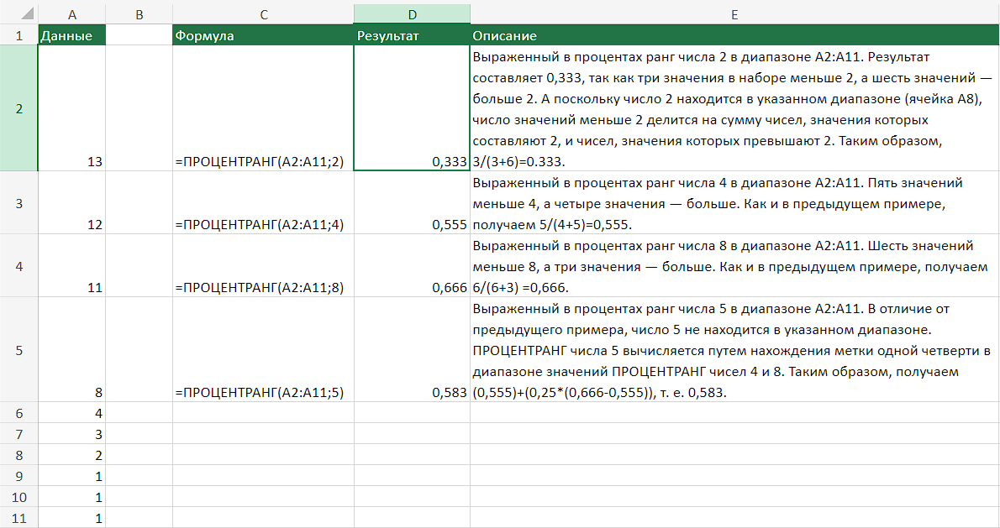 A B C D E
1 Данные Формула Результат Описание
Выраженный в процентах ранг числа 2 в диапазоне A2:A11. Результат
составляет 0,333, так как три значения в наборе меньше 2, а шесть значений —
2 больше 2. А поскольку число 2 находится в указанном диапазоне (ячейка A8),
число значений меньше 2 делится на сумму чисел, значения которых
составляют 2, и чисел, значения которых превышают 2. Таким образом,
13 =ПРОЦЕНТРАНГ(A2:A11;2) 0,333 3/(3+6)=0.333.
Выраженный в процентах ранг числа 4 в диапазоне A2:A11. Пять значений
3 меньше 4, а четыре значения — больше. Как и в предыдущем примере,
12 =ПРОЦЕНТРАНГ(A2:A11;4) 0,555 получаем 5/(4+5)=0,555.
Выраженный в процентах ранг числа 8 в диапазоне A2:A11. Шесть значений
4 меньше 8, а три значения — больше. Как и в предыдущем примере, получаем
11 =ПРОЦЕНТРАНГ(A2:A11;8) 0,666 6/(6+3) =0,666.
Выраженный в процентах ранг числа 5 в диапазоне A2:A11. В отличие от
предыдущего примера, число 5 не находится в указанном диапазоне.
5 ПРОЦЕНТРАНГ числа 5 вычисляется путем нахождения метки одной четверти в
диапазоне значений ПРОЦЕНТРАНГ чисел 4 и 8. Таким образом, получаем
8 =ПРОЦЕНТРАНГ(A2:A11;5) 0,583 (0,555)+(0,25*(0,666-0,555)), т. е. 0,583.
6 4
7 3
8 2
9 1
10 1
11 1